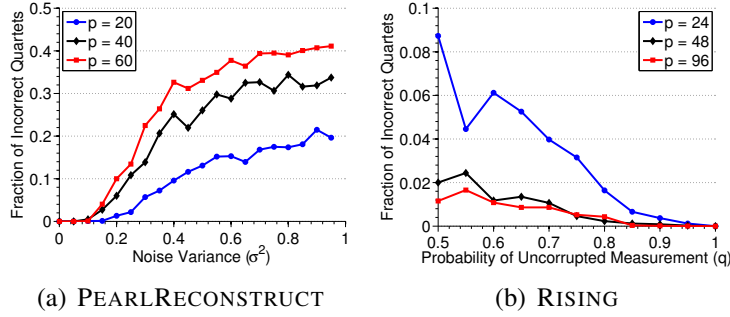 Fraction of Incorrect Quartets
0.5
0.4
0.3
0.2
0.1
0
p = 20
p = 40
p = 60
0 0.2 0.4 0.6 0.8 1
Noise Variance (σ²)
(a) PEARLRECONSTRUCT
Fraction of Incorrect Quartets
0.1
0.08
0.06
0.04
0.02
0
p = 24
p = 48
p = 96
0.5 0.6 0.7 0.8 0.9 1
Probability of Uncorrupted Measurement (q)
(b) RISING